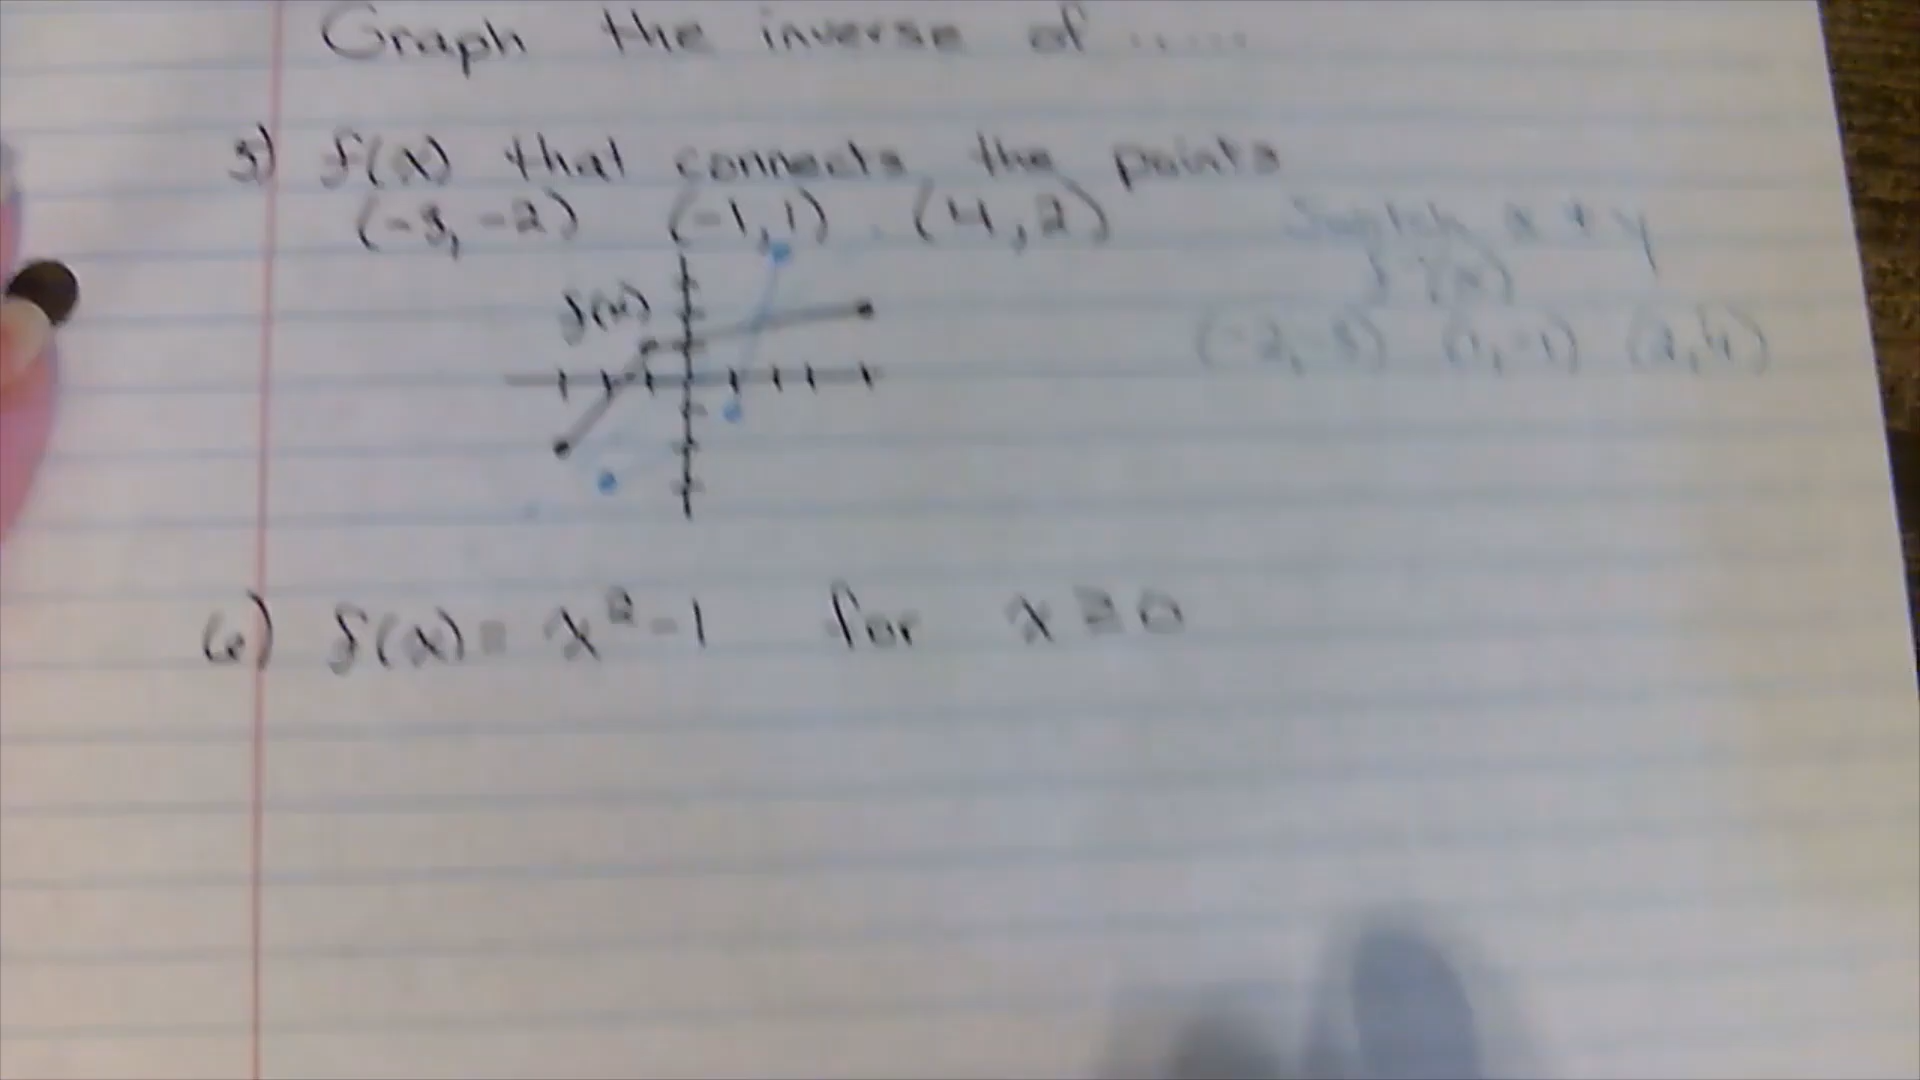 Graph the inverse of .....
5) f(x) that connects the points
(-3, -2) (-1, 1) (4, 2)
Switch x + y
f⁻¹(x)
(-2, -3) (1, -1) (2, 4)
f(x)
6) f(x) = x² - 1 for x ≥ 0